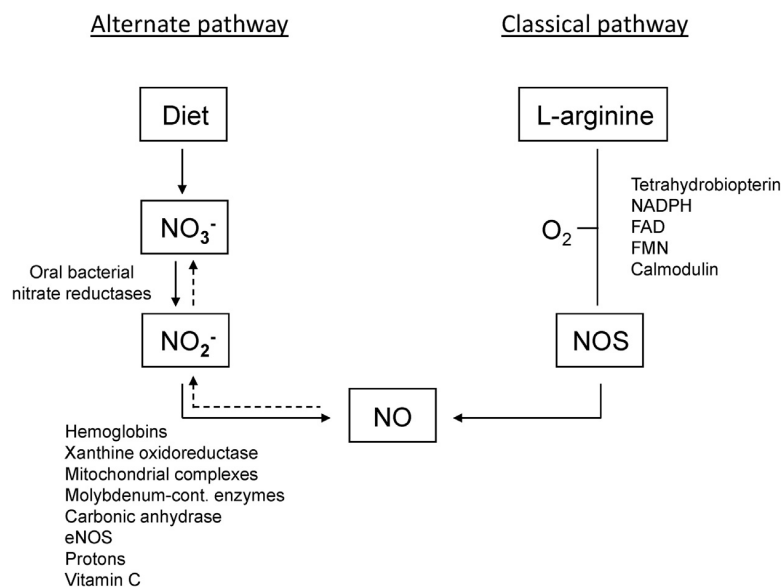 Alternate pathway
Classical pathway
Diet
L-arginine
Tetrahydrobiopterin
NADPH
FAD
FMN
Calmodulin
O₂
NO₃⁻
Oral bacterial
nitrate reductases
NO₂⁻
NOS
NO
Hemoglobins
Xanthine oxidoreductase
Mitochondrial complexes
Molybdenum-cont. enzymes
Carbonic anhydrase
eNOS
Protons
Vitamin C